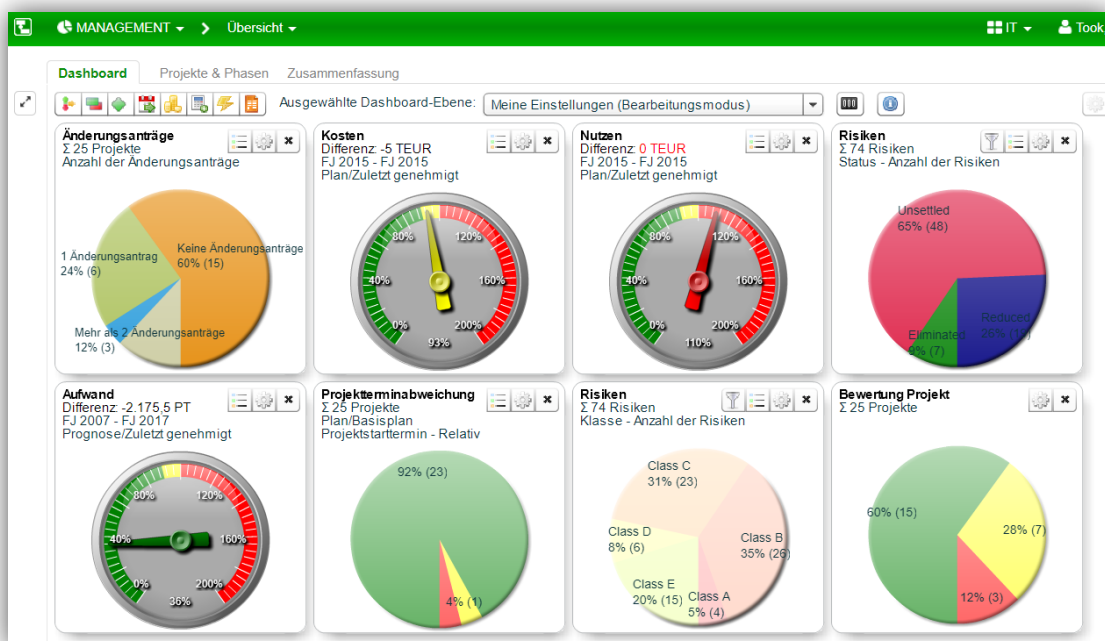 MANAGEMENT
Übersicht
IT
Took
Dashboard
Projekte & Phasen
Zusammenfassung
Ausgewählte Dashboard-Ebene:
Meine Einstellungen (Bearbeitungsmodus)
Änderungsanträge
Σ 25 Projekte
Anzahl der Änderungsanträge
Keine Änderungsanträge
60% (15)
1 Änderungsantrag
24% (6)
Mehr als 2 Änderungsanträge
12% (3)
Kosten
Differenz: -5 TEUR
FJ 2015 - FJ 2015
Plan/Zuletzt genehmigt
80%
120%
40%
160%
0%
200%
93%
Nutzen
Differenz: 0 TEUR
FJ 2015 - FJ 2015
Plan/Zuletzt genehmigt
80%
120%
40%
160%
0%
200%
110%
Risiken
Σ 74 Risiken
Status - Anzahl der Risiken
Unsettled
65% (48)
Reduced
26%
Eliminated
9% (7)
Aufwand
Differenz: -2.175,5 PT
FJ 2007 - FJ 2017
Prognose/Zuletzt genehmigt
80%
120%
40%
160%
0%
200%
36%
Projektterminabweichung
Σ 25 Projekte
Plan/Basisplan
Projektstarttermin - Relativ
92% (23)
4% (1)
Risiken
Σ 74 Risiken
Klasse - Anzahl der Risiken
Class C
31% (23)
Class B
35% (26)
Class D
8% (6)
Class E
20% (15)
Class A
5% (4)
Bewertung Projekt
Σ 25 Projekte
60% (15)
28% (7)
12% (3)